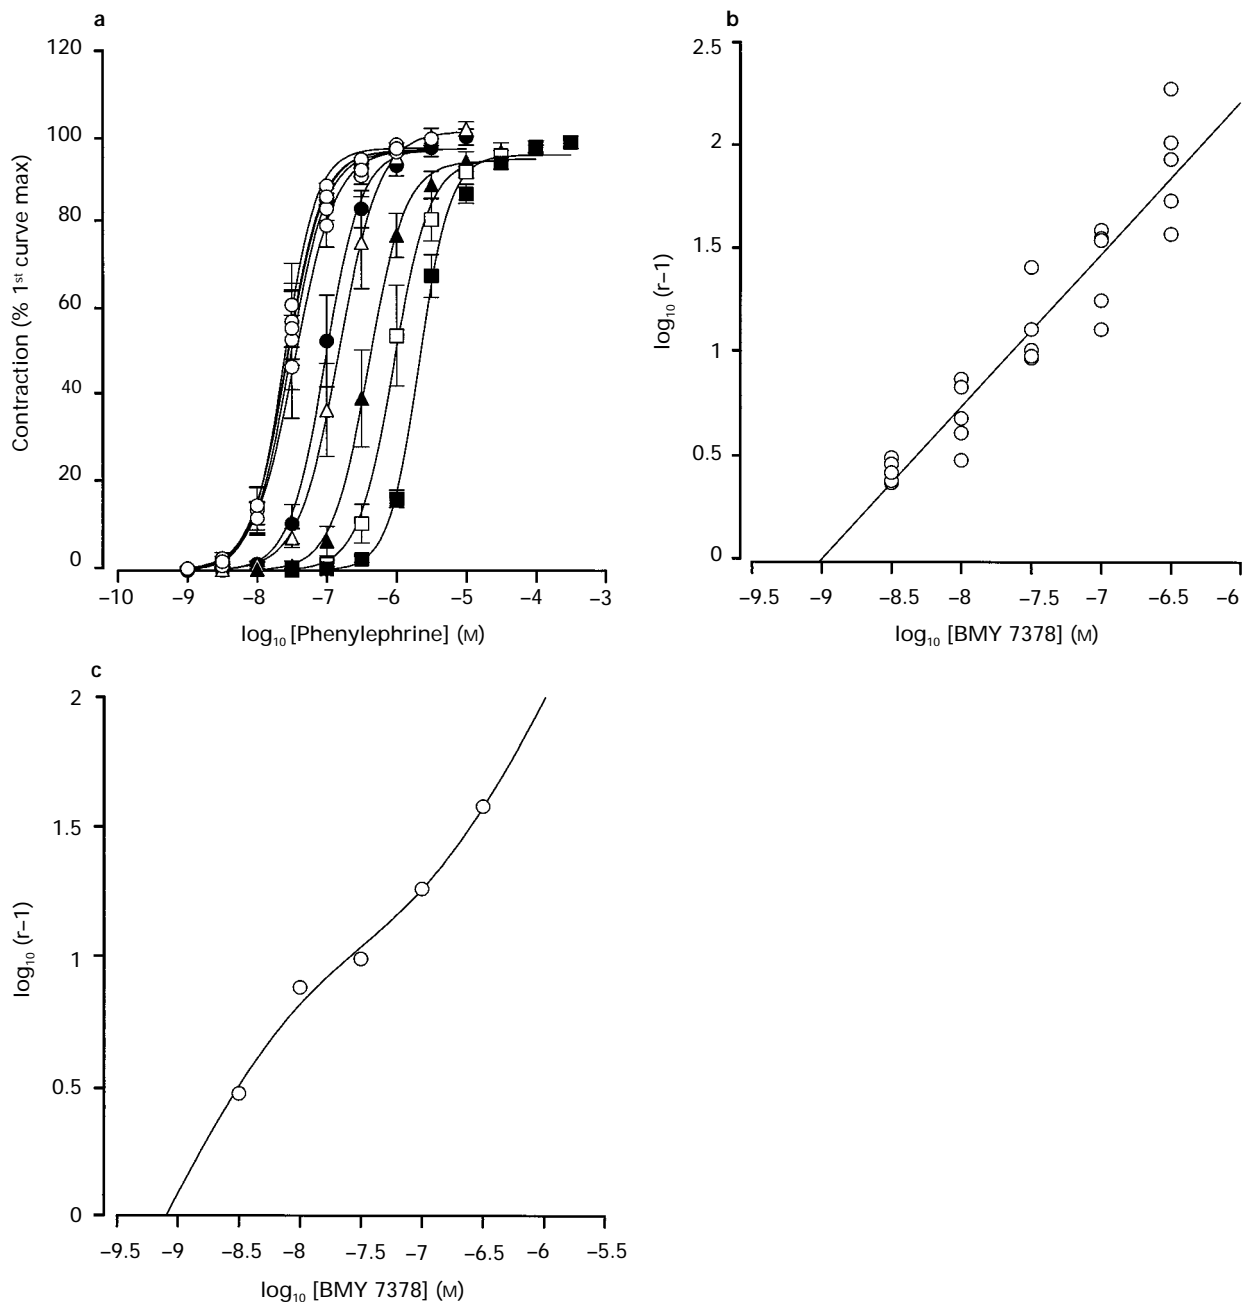 a
120
100
80
60
40
20
0
Contraction (% 1st curve max)
–10 –9 –8 –7 –6 –5 –4 –3
log10 [Phenylephrine] (M)
b
2.5
2
1.5
1
0.5
0
log10 (r–1)
–9.5 –9 –8.5 –8 –7.5 –7 –6.5 –6
log10 [BMY 7378] (M)
c
2
1.5
1
0.5
0
log10 (r–1)
–9.5 –9 –8.5 –8 –7.5 –7 –6.5 –6 –5.5
log10 [BMY 7378] (M)